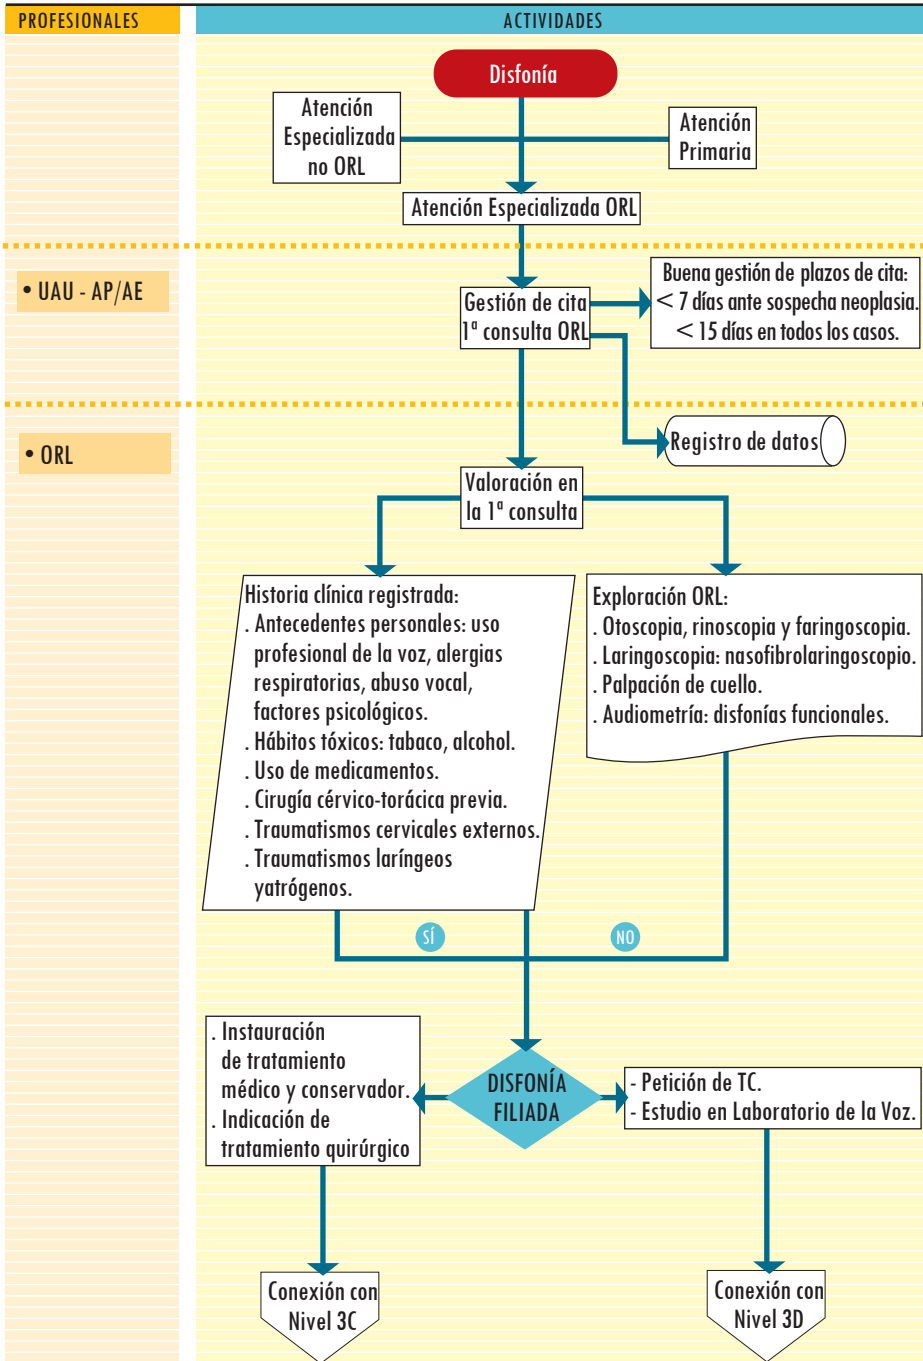 PROFESIONALES
ACTIVIDADES
Disfonía
Atención
Especializada
no ORL
Atención
Primaria
Atención Especializada ORL
• UAU - AP/AE
Gestión de cita
1ª consulta ORL
Buena gestión de plazos de cita:
< 7 días ante sospecha neoplasia.
< 15 días en todos los casos.
Registro de datos
• ORL
Valoración en
la 1ª consulta
Historia clínica registrada:
. Antecedentes personales: uso
profesional de la voz, alergias
respiratorias, abuso vocal,
factores psicológicos.
. Hábitos tóxicos: tabaco, alcohol.
. Uso de medicamentos.
. Cirugía cérvico-torácica previa.
. Traumatismos cervicales externos.
. Traumatismos laríngeos
yatrógenos.
Exploración ORL:
. Otoscopia, rinoscopia y faringoscopia.
. Laringoscopia: nasofibrolaringoscopio.
. Palpación de cuello.
. Audiometría: disfonías funcionales.
SÍ
NO
. Instauración
de tratamiento
médico y conservador.
. Indicación de
tratamiento quirúrgico
DISFONÍA
FILIADA
- Petición de TC.
- Estudio en Laboratorio de la Voz.
Conexión con
Nivel 3C
Conexión con
Nivel 3D